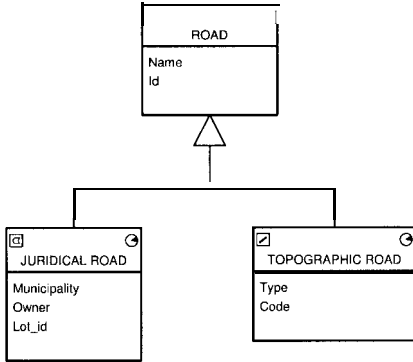 ROAD
Name
Id
JURIDICAL ROAD
Municipality
Owner
Lot_id
TOPOGRAPHIC ROAD
Type
Code